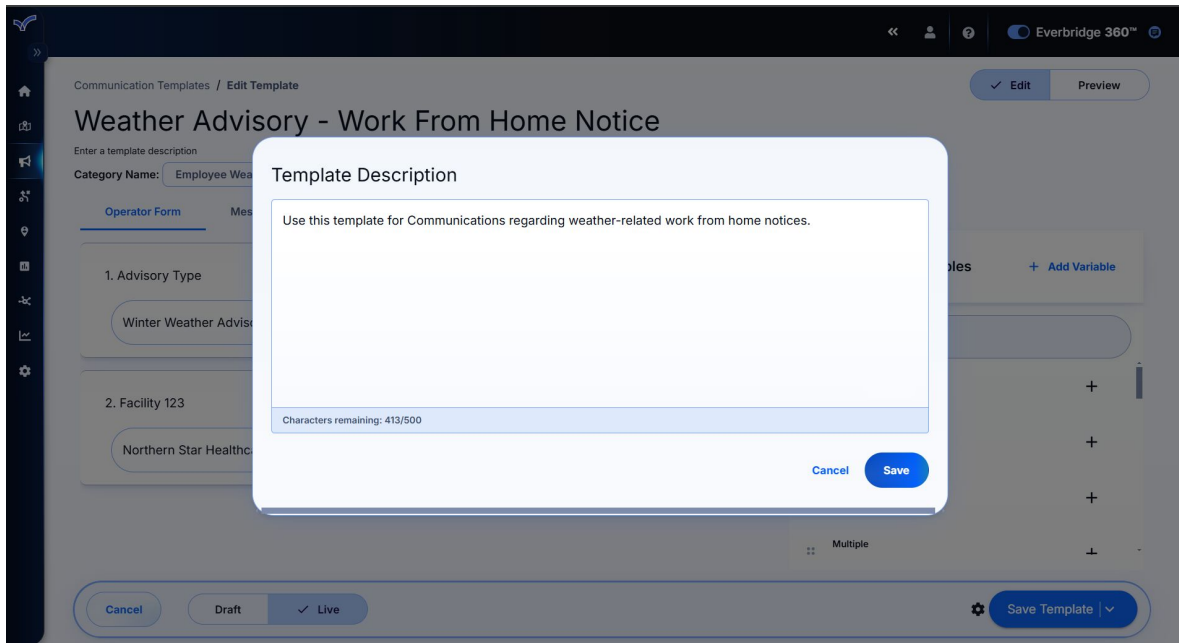 Everbridge 360™
Communication Templates / Edit Template
Edit
Preview
Weather Advisory - Work From Home Notice
Enter a template description
Category Name: Employee Wea
Template Description
Operator Form
Mes
Use this template for Communications regarding weather-related work from home notices.
1. Advisory Type
+ Add Variable
Winter Weather Advis
2. Facility 123
Characters remaining: 413/500
Northern Star Healthc
Cancel
Save
Multiple
Cancel
Draft
Live
Save Template